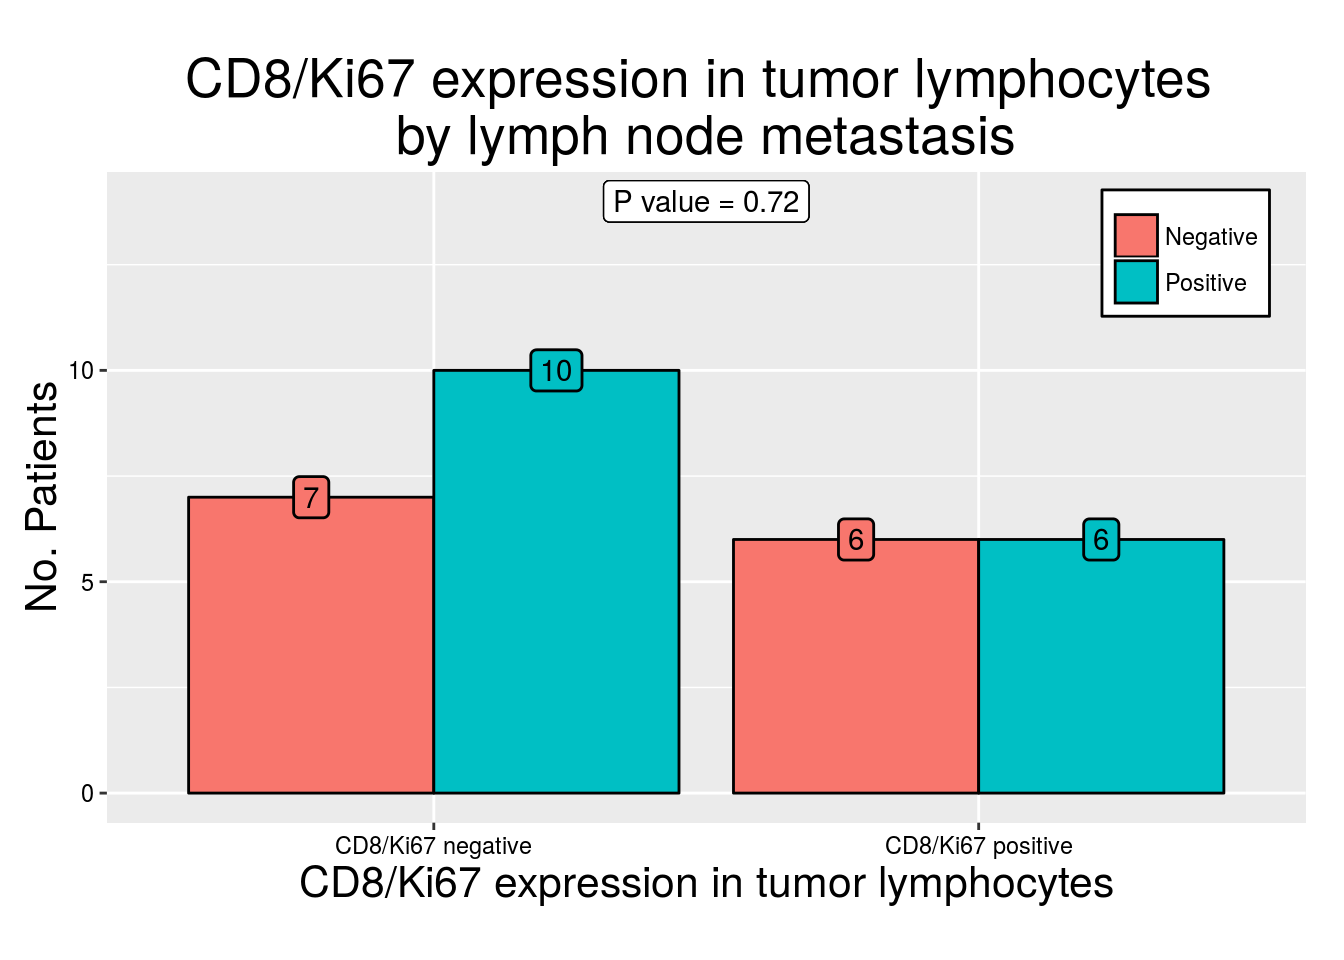 CD8/Ki67 expression in tumor lymphocytes
by lymph node metastasis
P value = 0.72
Negative
Positive
No. Patients
10
5
0
7
10
6
6
CD8/Ki67 negative
CD8/Ki67 positive
CD8/Ki67 expression in tumor lymphocytes